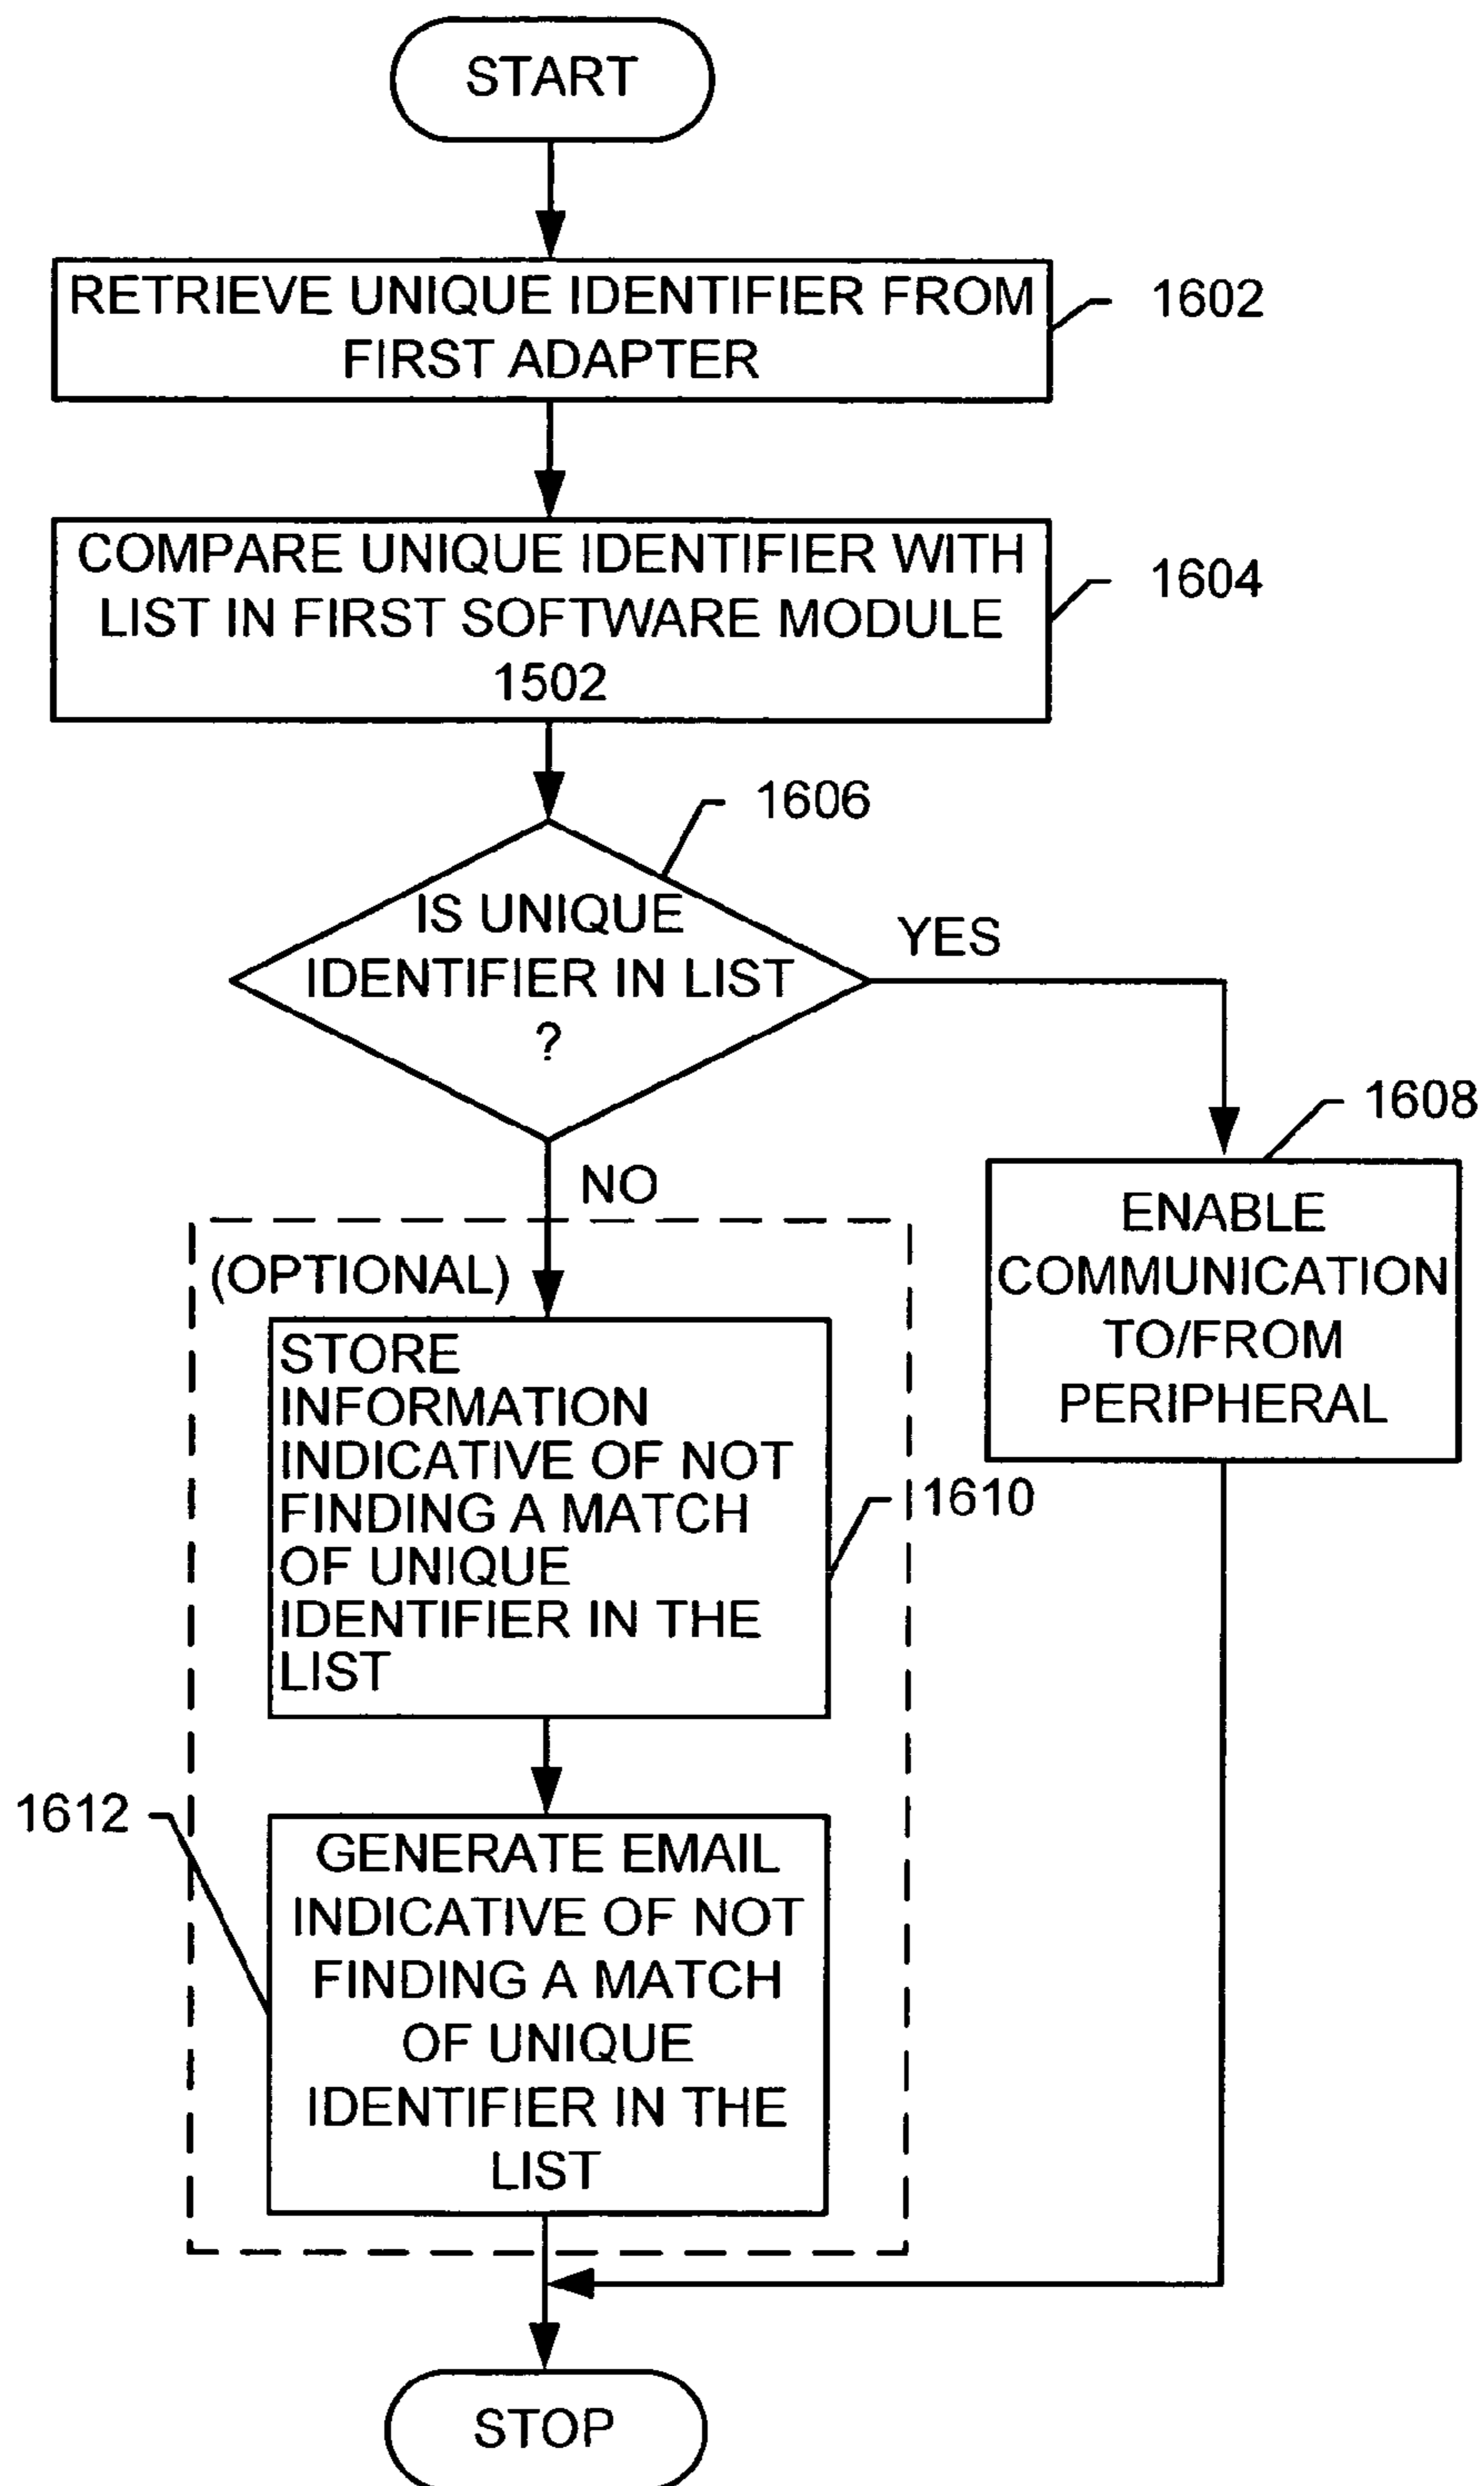 START
RETRIEVE UNIQUE IDENTIFIER FROM
FIRST ADAPTER
1602
COMPARE UNIQUE IDENTIFIER WITH
LIST IN FIRST SOFTWARE MODULE
1502
1604
1606
IS UNIQUE
IDENTIFIER IN LIST
?
YES
NO
1608
ENABLE
COMMUNICATION
TO/FROM
PERIPHERAL
(OPTIONAL)
STORE
INFORMATION
INDICATIVE OF NOT
FINDING A MATCH
OF UNIQUE
IDENTIFIER IN THE
LIST
1610
1612
GENERATE EMAIL
INDICATIVE OF NOT
FINDING A MATCH
OF UNIQUE
IDENTIFIER IN THE
LIST
STOP